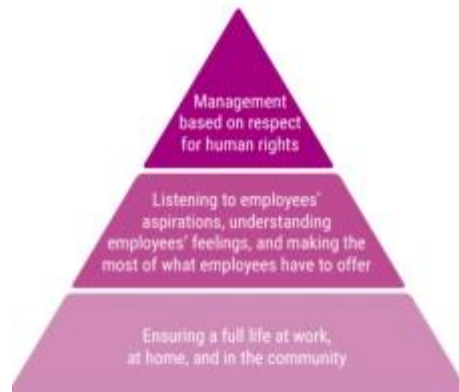 Management
based on respect
for human rights
Listening to employees'
aspirations, understanding
employees' feelings, and making the
most of what employees have to offer
Ensuring a full life at work,
at home, and in the community